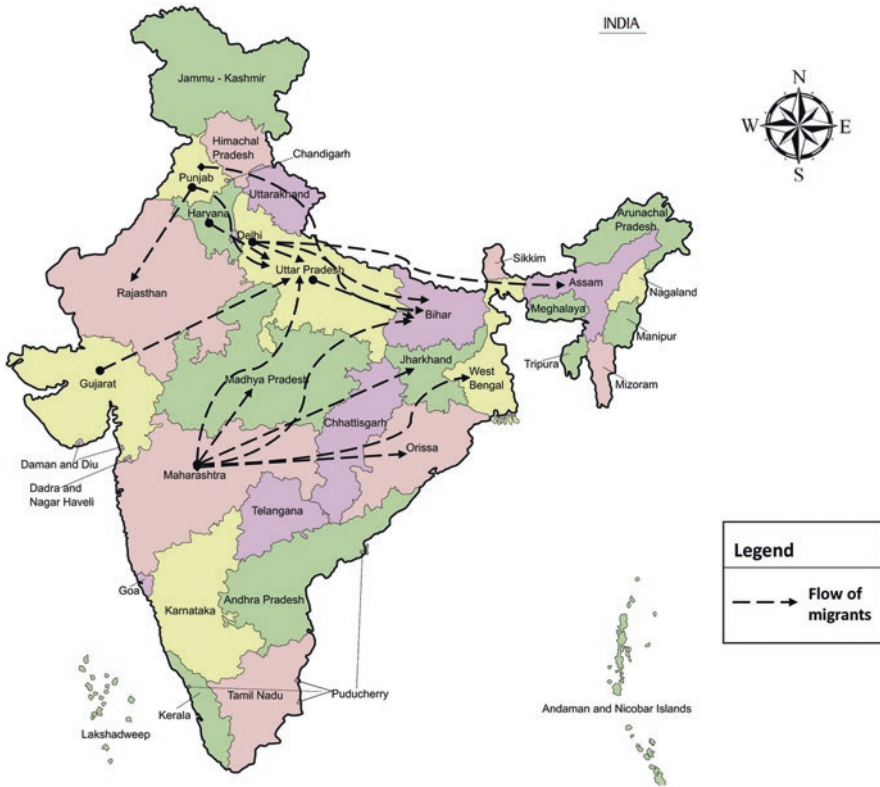 INDIA
N
W
E
S
Jammu - Kashmir
Himachal
Pradesh
Chandigarh
Punjab
Uttarakhand
Haryana
Delhi
Arunachal
Pradesh
Sikkim
Uttar Pradesh
Assam
Rajasthan
Nagaland
Meghalaya
Bihar
Manipur
Jharkhand
Tripura
West
Bengal
Gujarat
Madhya Pradesh
Mizoram
Chhattisgarh
Orissa
Daman and Diu
Maharashtra
Dadra and
Nagar Haveli
Telangana
Legend
Flow of
migrants
Goa
Karnataka
Andhra Pradesh
Tamil Nadu
Puducherry
Kerala
Andaman and Nicobar Islands
Lakshadweep